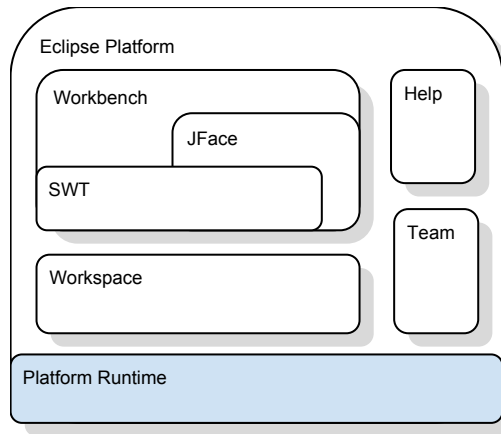 Eclipse Platform
Workbench
Help
JFace
SWT
Team
Workspace
Platform Runtime